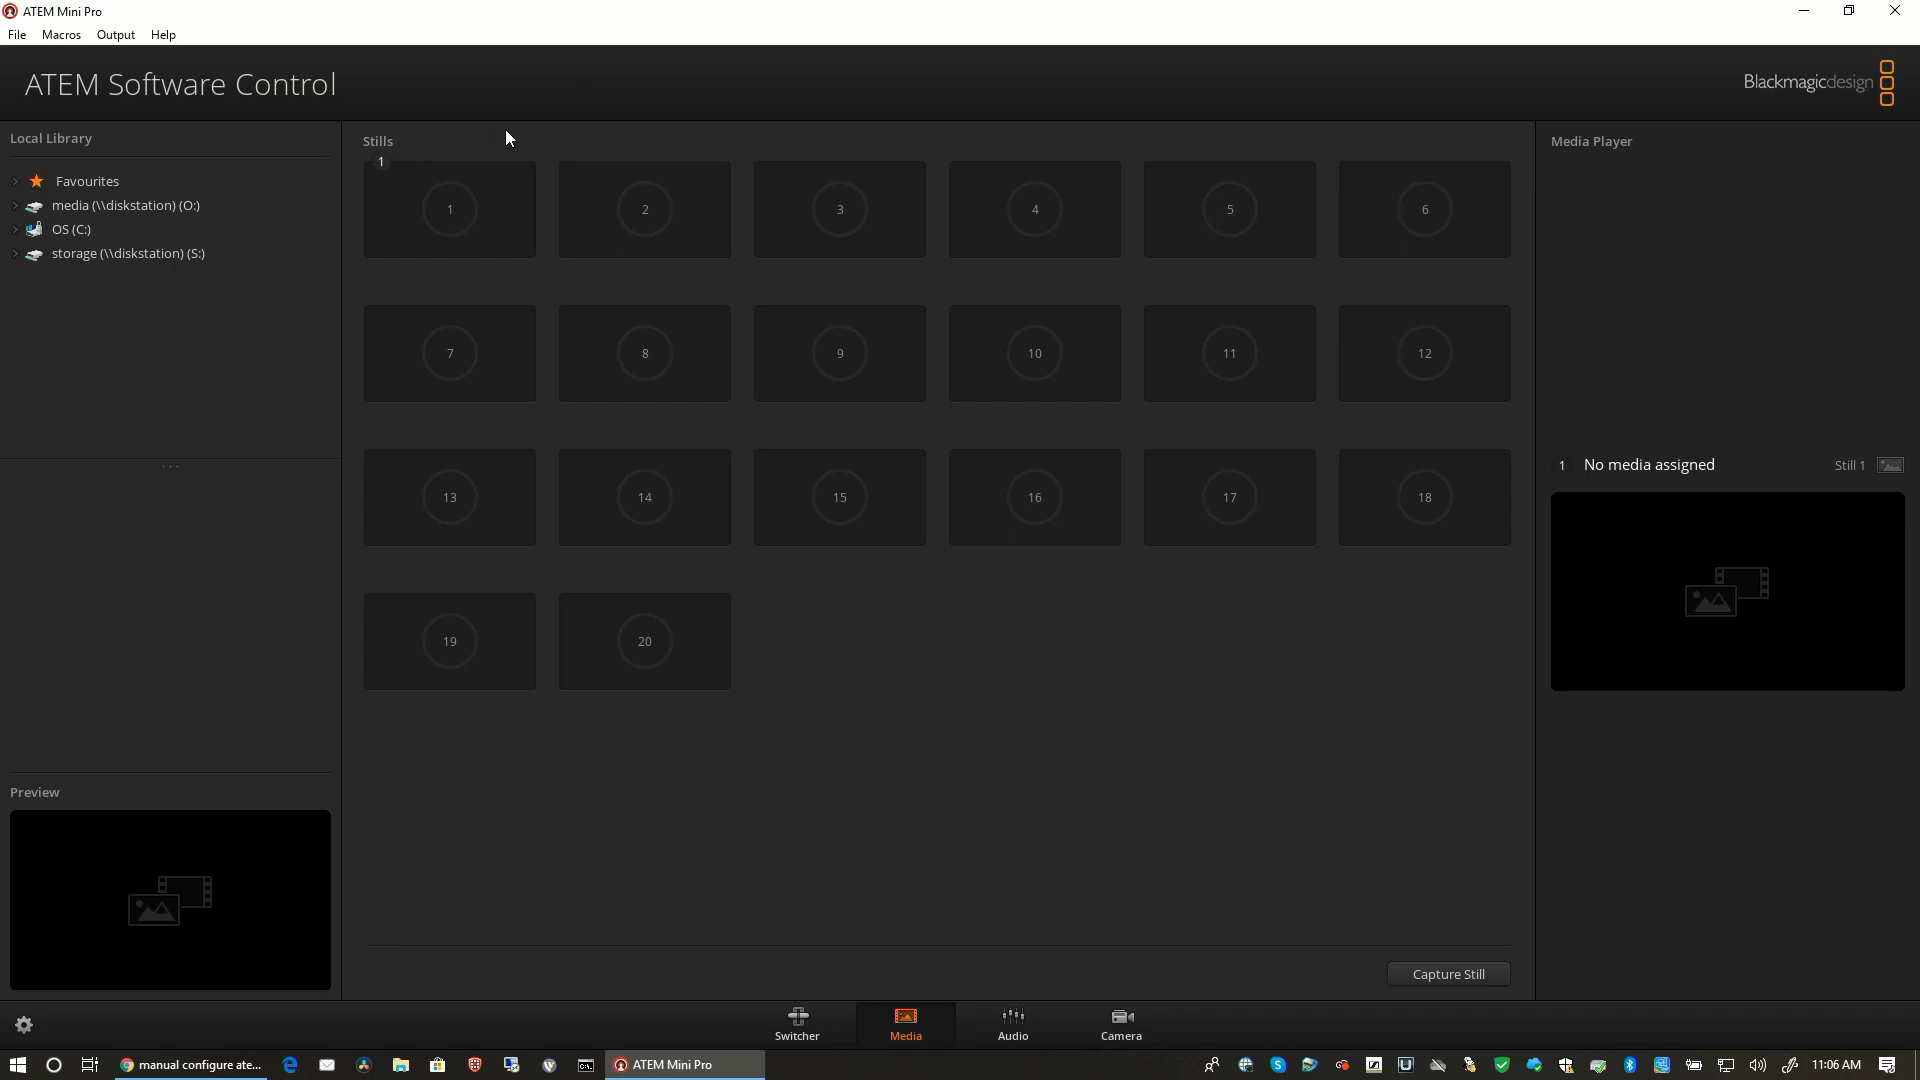 ATEM Mini Pro
File Macros Output Help
ATEM Software Control
Blackmagicdesign
Local Library
Favourites
media (\\diskstation) (O:)
OS (C:)
storage (\\diskstation) (S:)
Preview
Stills
1
1 2 3 4 5 6
7 8 9 10 11 12
13 14 15 16 17 18
19 20
Capture Still
Media Player
1 No media assigned Still 1
Switcher Media Audio Camera
manual configure ate...
ATEM Mini Pro
11:06 AM